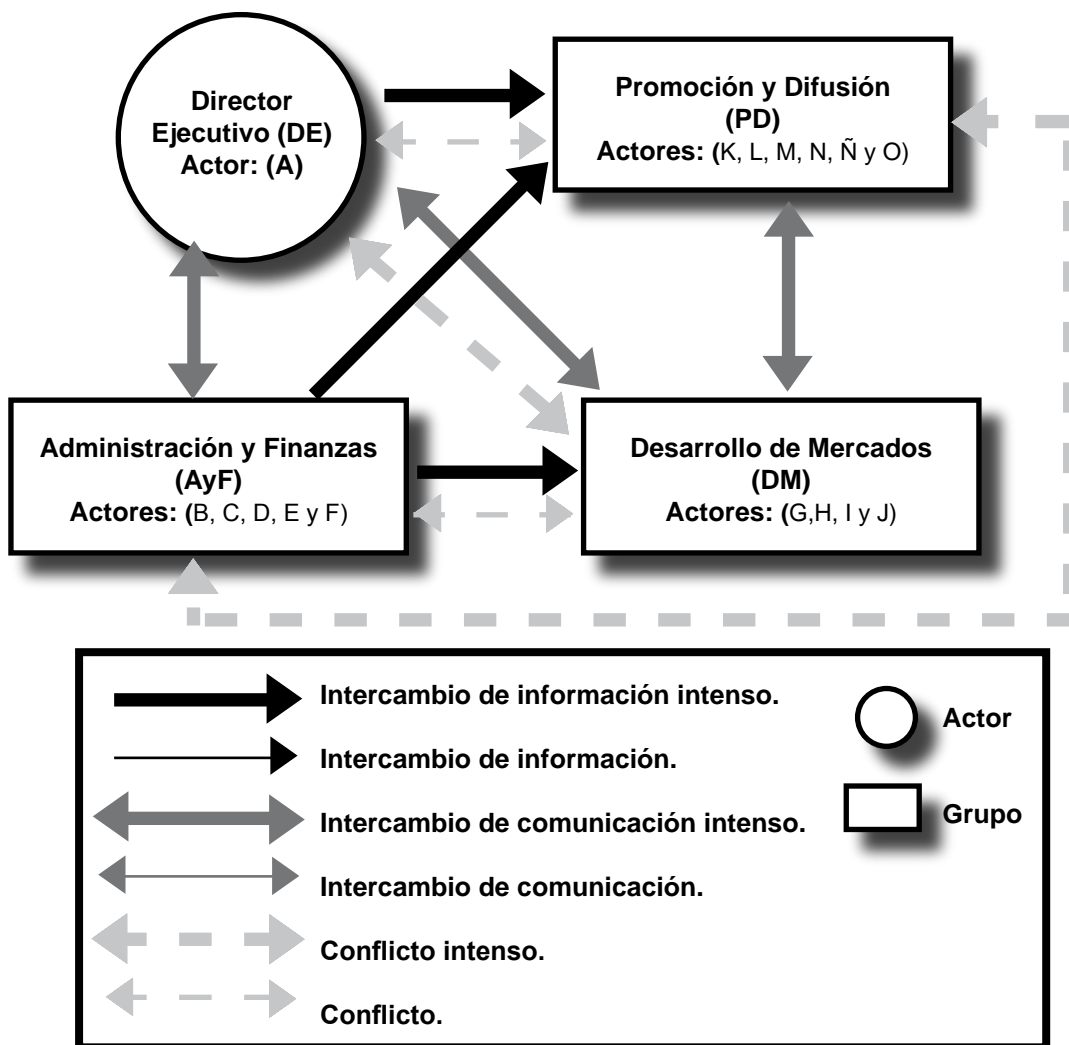 Director
Ejecutivo (DE)
Actor: (A)
Promoción y Difusión
(PD)
Actores: (K, L, M, N, Ñ y O)
Administración y Finanzas
(AyF)
Actores: (B, C, D, E y F)
Desarrollo de Mercados
(DM)
Actores: (G,H, I y J)
Intercambio de información intenso.
Intercambio de información.
Intercambio de comunicación intenso.
Intercambio de comunicación.
Conflicto intenso.
Conflicto.
Actor
Grupo